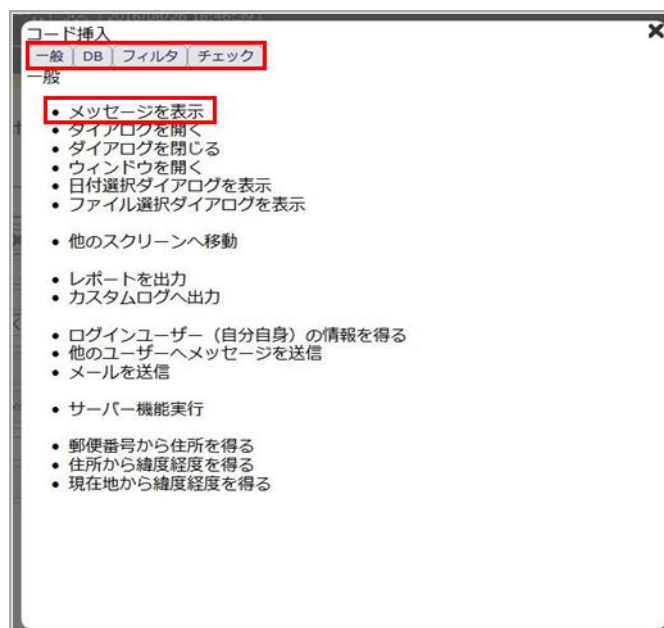 2016/08/26 16:46:39
コード挿入
一般 DB フィルタ チェック
一般
メッセージを表示
ダイアログを開く
ダイアログを閉じる
ウィンドウを開く
日付選択ダイアログを表示
ファイル選択ダイアログを表示
他のスクリーンへ移動
レポートを出力
カスタムログへ出力
ログインユーザー（自分自身）の情報を得る
他のユーザーへメッセージを送信
メールを送信
サーバー機能実行
郵便番号から住所を得る
住所から緯度経度を得る
現在地から緯度経度を得る